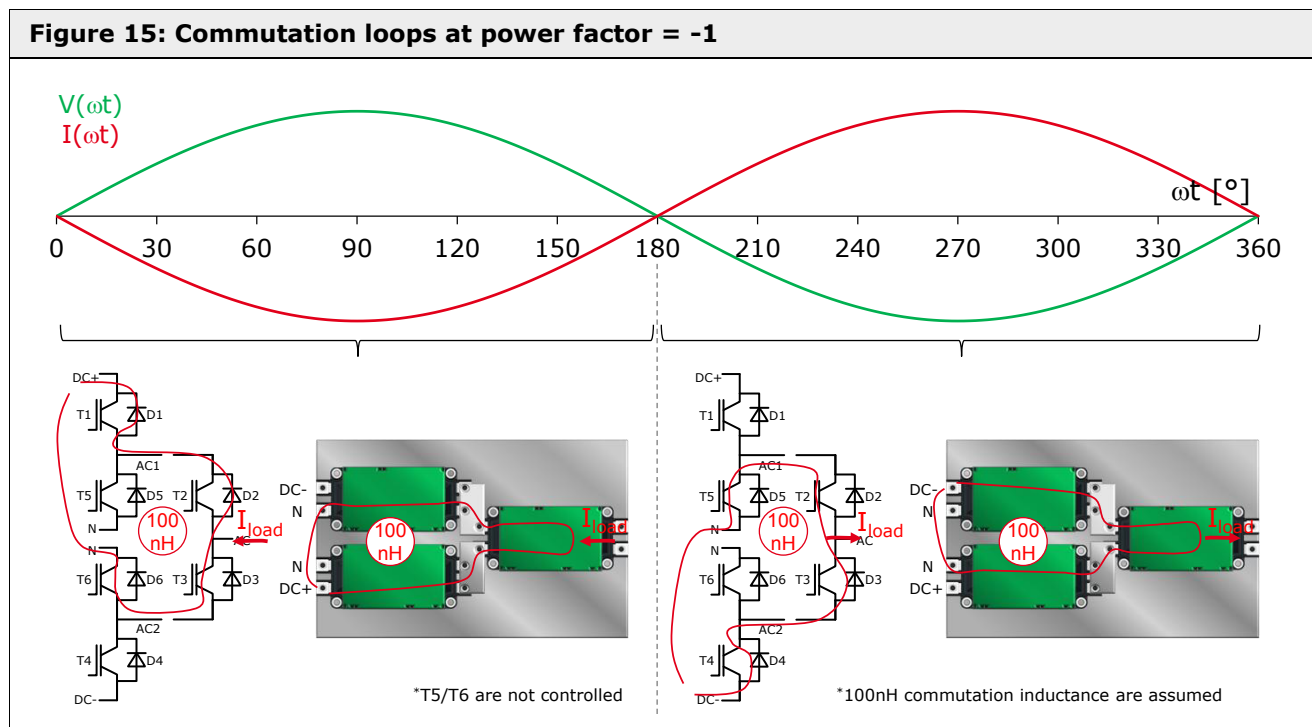 Figure 15: Commutation loops at power factor = -1
V(ωt)
I(ωt)
ωt [°]
0 30 60 90 120 150 180 210 240 270 300 330 360
DC+
T1 D1
AC1
T5 D5 T2 D2
N
100
nH
Iload
AC
N
T6 D6 T3 D3
AC2
T4 D4
DC-
DC-
N
N
DC+
100
nH
Iload
*T5/T6 are not controlled
DC+
T1 D1
AC1
T5 D5 T2 D2
N
100
nH
Iload
AC
N
T6 D6 T3 D3
AC2
T4 D4
DC-
DC-
N
N
DC+
100
nH
Iload
*100nH commutation inductance are assumed